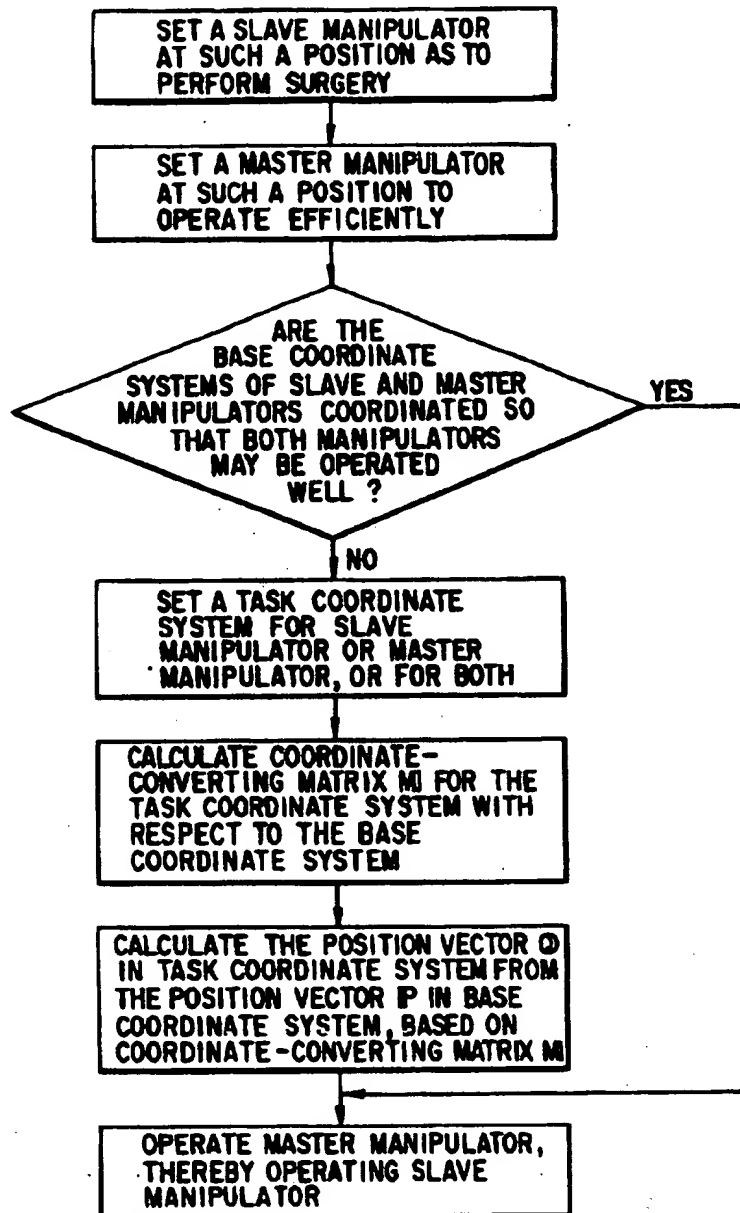 SET A SLAVE MANIPULATOR
AT SUCH A POSITION AS TO
PERFORM SURGERY
SET A MASTER MANIPULATOR
AT SUCH A POSITION TO
OPERATE EFFICIENTLY
ARE THE
BASE COORDINATE
SYSTEMS OF SLAVE AND MASTER
MANIPULATORS COORDINATED SO
THAT BOTH MANIPULATORS
MAY BE OPERATED
WELL ?
YES
NO
SET A TASK COORDINATE
SYSTEM FOR SLAVE
MANIPULATOR OR MASTER
MANIPULATOR, OR FOR BOTH
CALCULATE COORDINATE-
CONVERTING MATRIX M FOR THE
TASK COORDINATE SYSTEM WITH
RESPECT TO THE BASE
COORDINATE SYSTEM
CALCULATE THE POSITION VECTOR
IN TASK COORDINATE SYSTEM FROM
THE POSITION VECTOR P IN BASE
COORDINATE SYSTEM, BASED ON
COORDINATE-CONVERTING MATRIX M
OPERATE MASTER MANIPULATOR,
THEREBY OPERATING SLAVE
MANIPULATOR